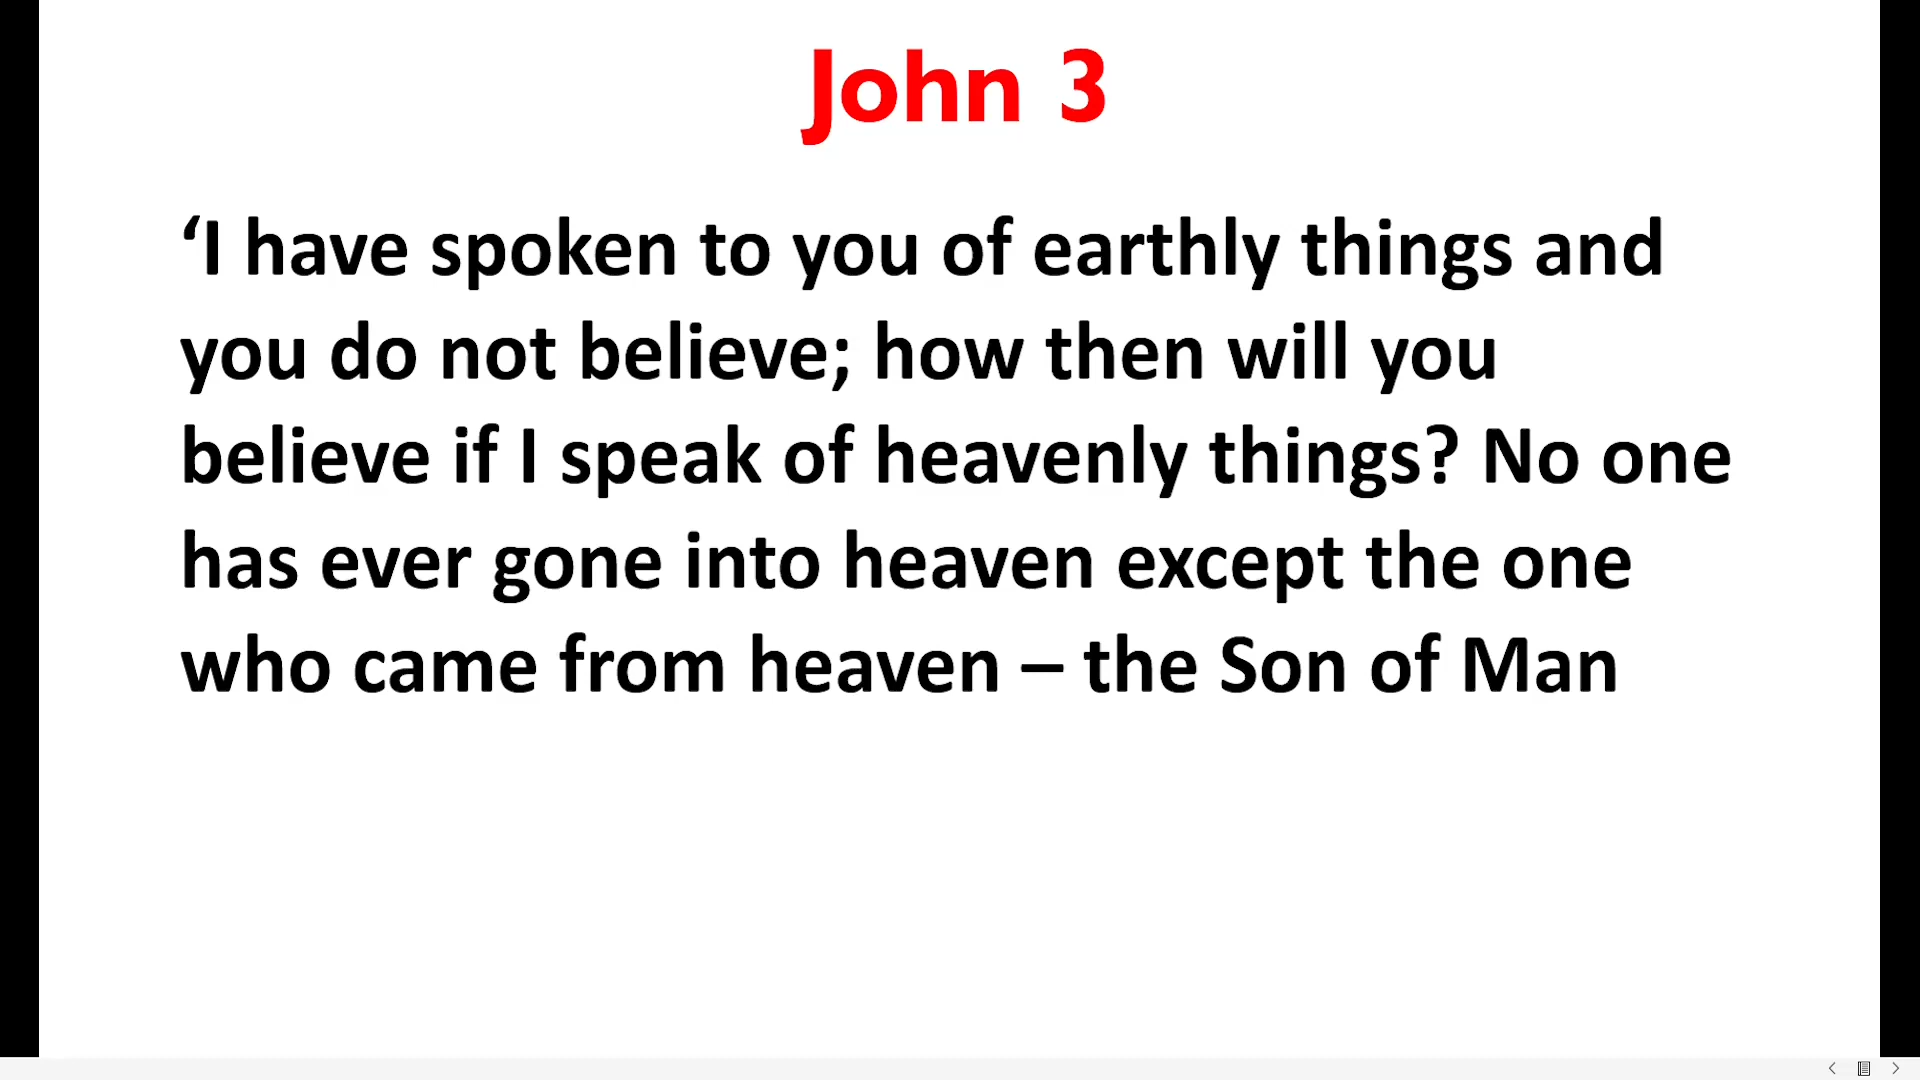 John 3
‘I have spoken to you of earthly things and
you do not believe; how then will you
believe if I speak of heavenly things? No one
has ever gone into heaven except the one
who came from heaven – the Son of Man